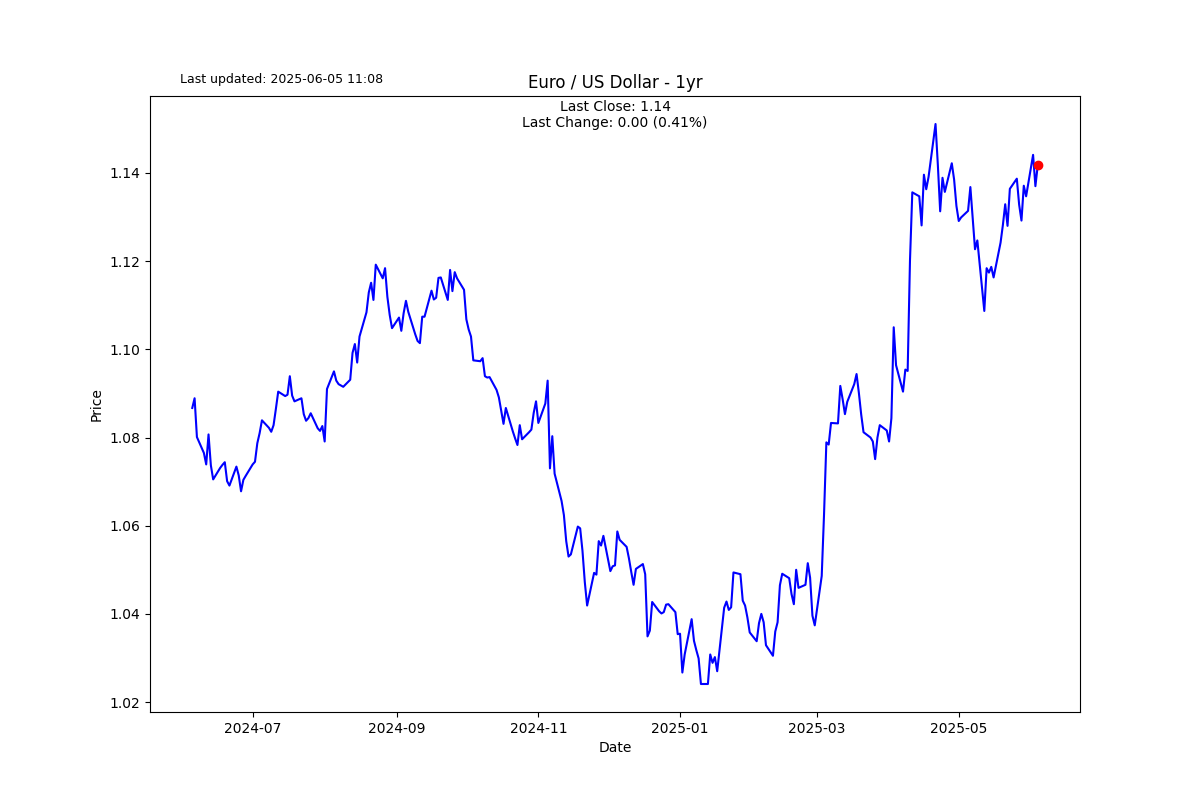 Last updated: 2025-06-05 11:08
Euro / US Dollar - 1yr
Last Close: 1.14
Last Change: 0.00 (0.41%)
1.14
1.12
1.10
1.08
1.06
1.04
1.02
Price
2024-07
2024-09
2024-11
2025-01
2025-03
2025-05
Date